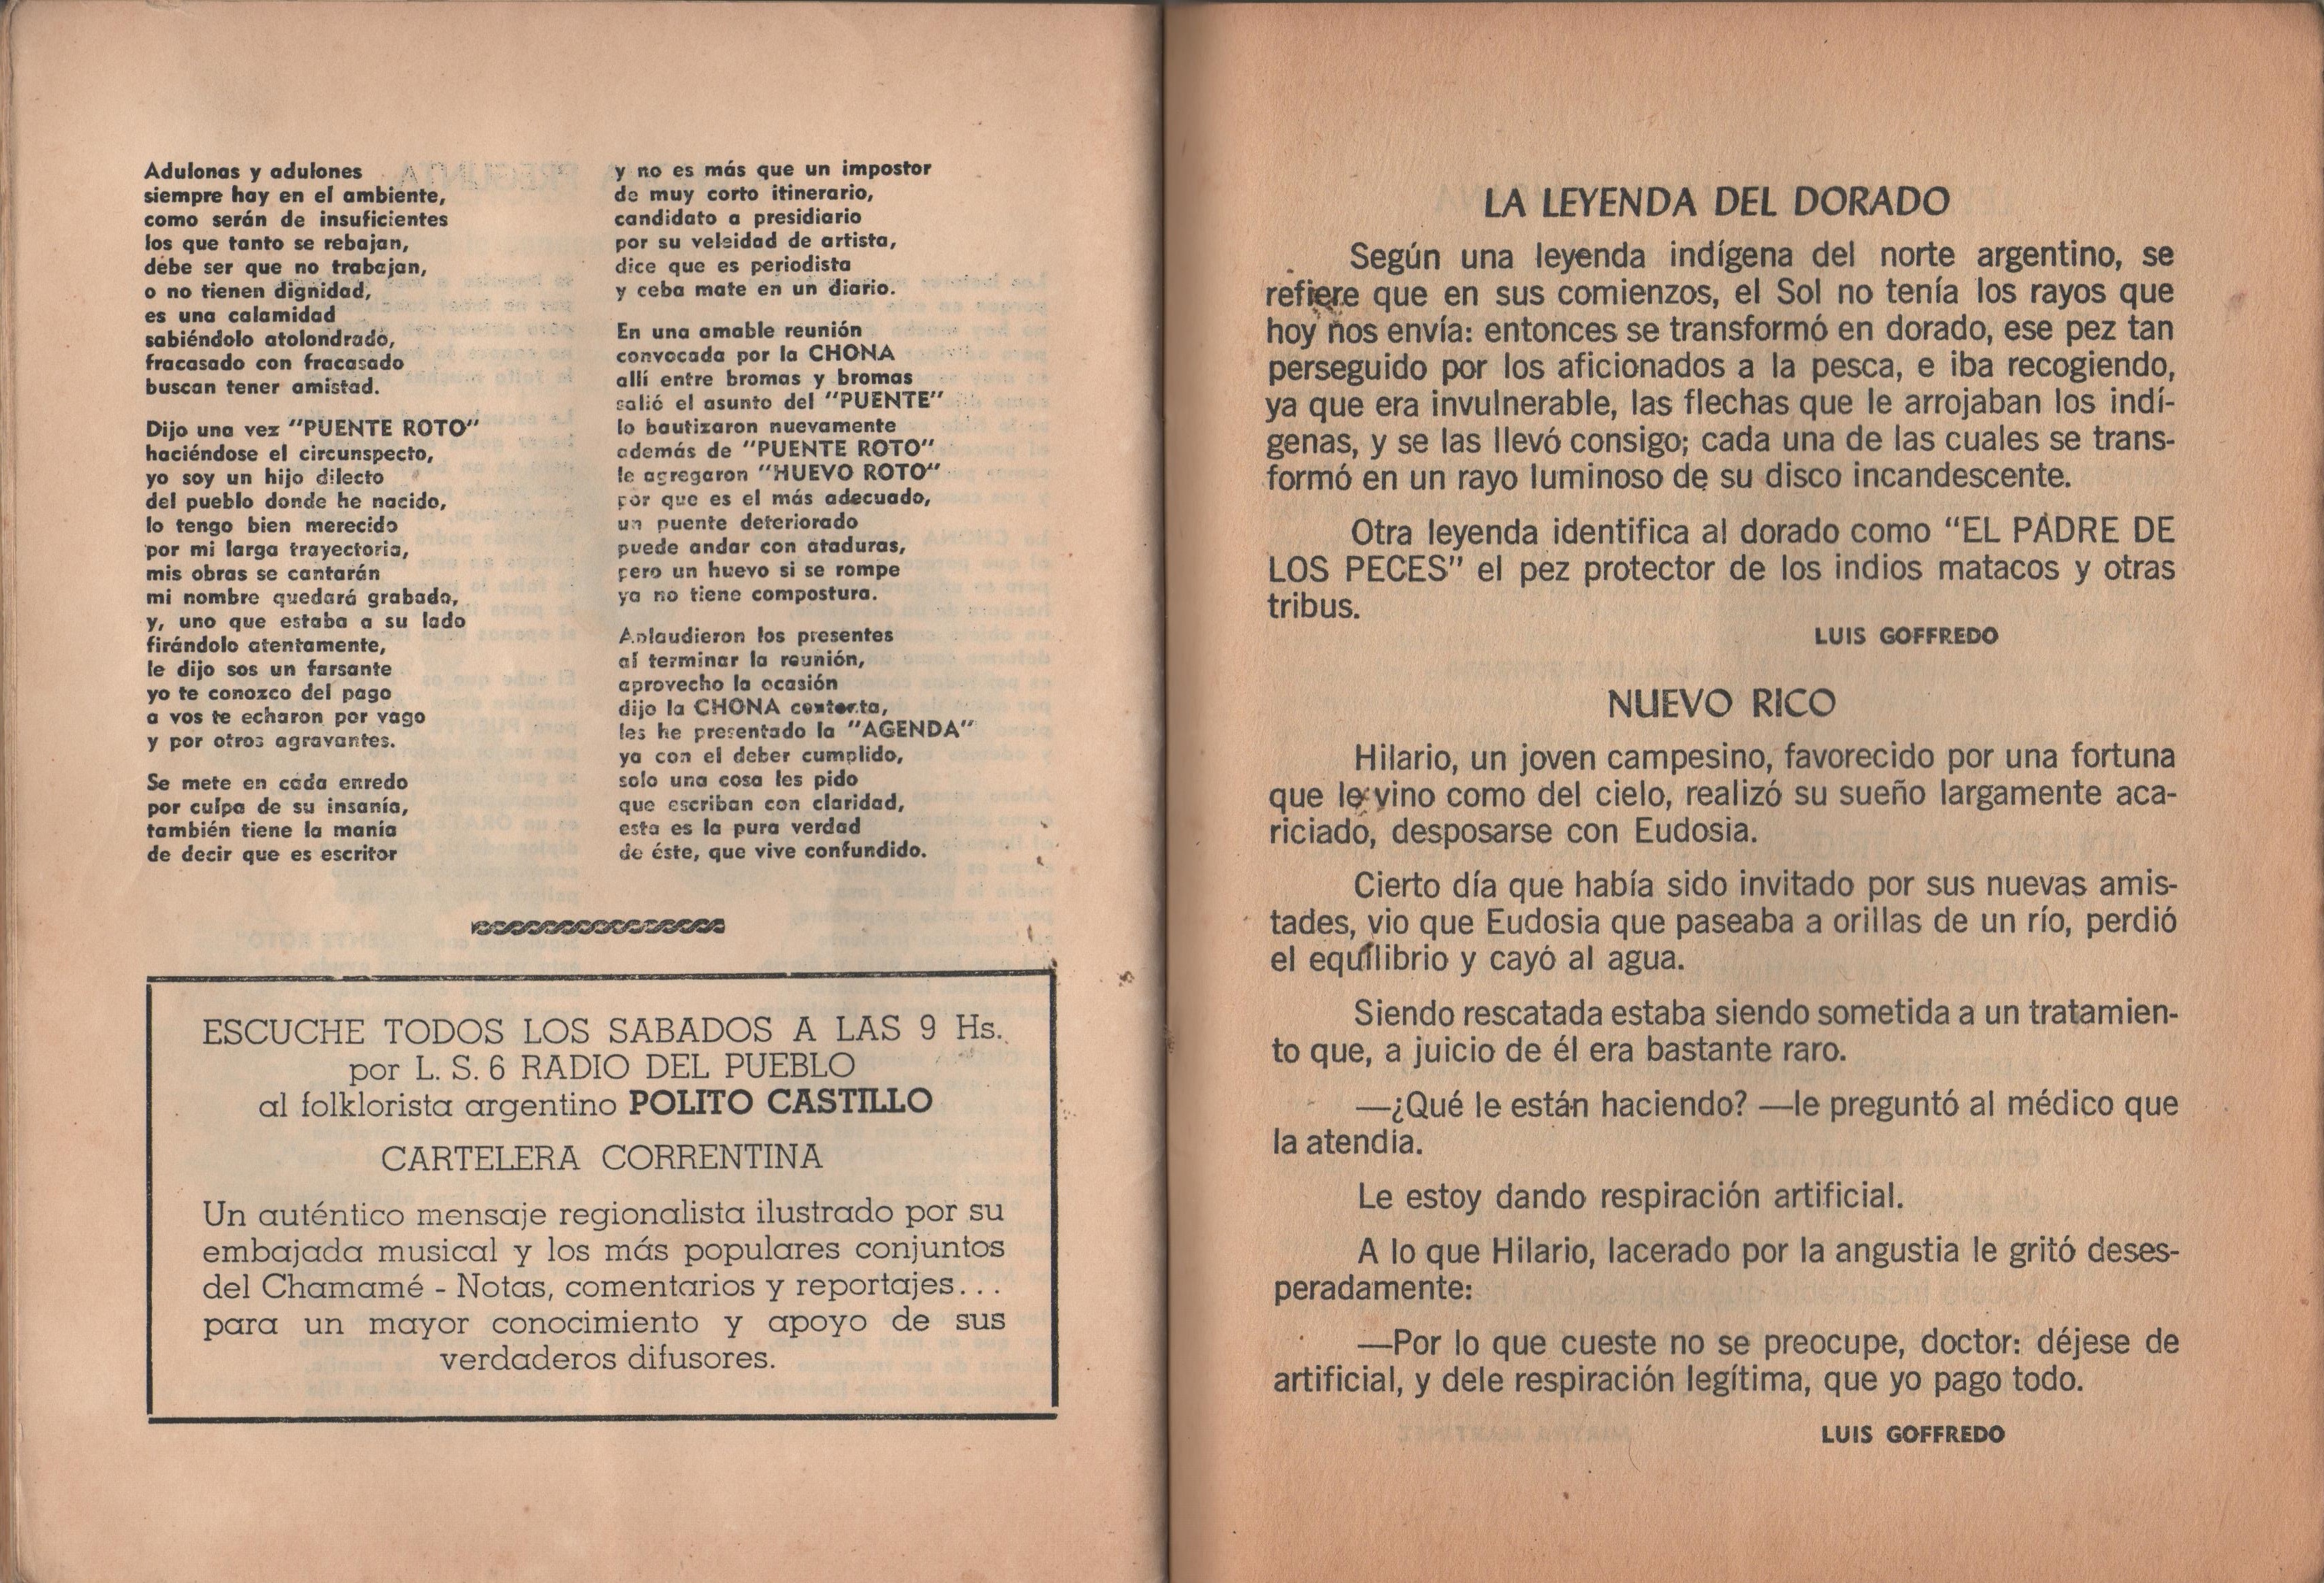 Adulonas y adulones
siempre hay en el ambiente,
como serán de insuficientes
los que tanto se rebajan,
debe ser que no trabajan,
o no tienen dignidad,
es una calamidad
sabiéndolo atolondrado,
fracasado con fracasado
buscan tener amistad.
Dijo una vez "PUENTE ROTO"
haciéndose el circunspecto,
yo soy un hijo dilecto
del pueblo donde he nacido,
lo tengo bien merecido
por mi larga trayectoria,
mis obras se cantarán
mi nombre quedará grabado,
y, uno que estaba a su lado
firándolo atentamente,
le dijo sos un farsante
yo te conozco del pago
a vos te echaron por vago
y por otros agravantes.
Se mete en cada enredo
por culpa de su insanía,
también tiene la manía
de decir que es escritor
y no es más que un impostor
de muy corto itinerario,
candidato a presidiario
por su veleidad de artista,
dice que es periodista
y ceba mate en un diario.
En una amable reunión
convocada por la CHONA
allí entre bromas y bromas
salió el asunto del "PUENTE"
lo bautizaron nuevamente
además de "PUENTE ROTO"
le agregaron "HUEVO ROTO"
por que es el más adecuado,
un puente deteriorado
puede andar con ataduras,
pero un huevo si se rompe
ya no tiene compostura.
Aplaudieron los presentes
al terminar la reunión,
aprovecho la ocasión
dijo la CHONA contenta,
les he presentado la "AGENDA"
ya con el deber cumplido,
solo una cosa les pido
que escriban con claridad,
esta es la pura verdad
de éste, que vive confundido.
ESCUCHE TODOS LOS SABADOS A LAS 9 Hs.
por L. S. 6 RADIO DEL PUEBLO
al folklorista argentino POLITO CASTILLO
CARTELERA CORRENTINA
Un auténtico mensaje regionalista ilustrado por su
embajada musical y los más populares conjuntos
del Chamamé - Notas, comentarios y reportajes...
para un mayor conocimiento y apoyo de sus
verdaderos difusores.
LA LEYENDA DEL DORADO
Según una leyenda indígena del norte argentino, se
refiere que en sus comienzos, el Sol no tenía los rayos que
hoy nos envía: entonces se transformó en dorado, ese pez tan
perseguido por los aficionados a la pesca, e iba recogiendo,
ya que era invulnerable, las flechas que le arrojaban los indí-
genas, y se las llevó consigo; cada una de las cuales se trans-
formó en un rayo luminoso de su disco incandescente.
Otra leyenda identifica al dorado como "EL PADRE DE
LOS PECES" el pez protector de los indios matacos y otras
tribus.
LUIS GOFFREDO
NUEVO RICO
Hilario, un joven campesino, favorecido por una fortuna
que le vino como del cielo, realizó su sueño largamente aca-
riciado, desposarse con Eudosia.
Cierto día que había sido invitado por sus nuevas amis-
tades, vio que Eudosia que paseaba a orillas de un río, perdió
el equilibrio y cayó al agua.
Siendo rescatada estaba siendo sometida a un tratamien-
to que, a juicio de él era bastante raro.
—¿Qué le están haciendo? —le preguntó al médico que
la atendía.
Le estoy dando respiración artificial.
A lo que Hilario, lacerado por la angustia le gritó deses-
peradamente:
—Por lo que cueste no se preocupe, doctor: déjese de
artificial, y dele respiración legítima, que yo pago todo.
LUIS GOFFREDO